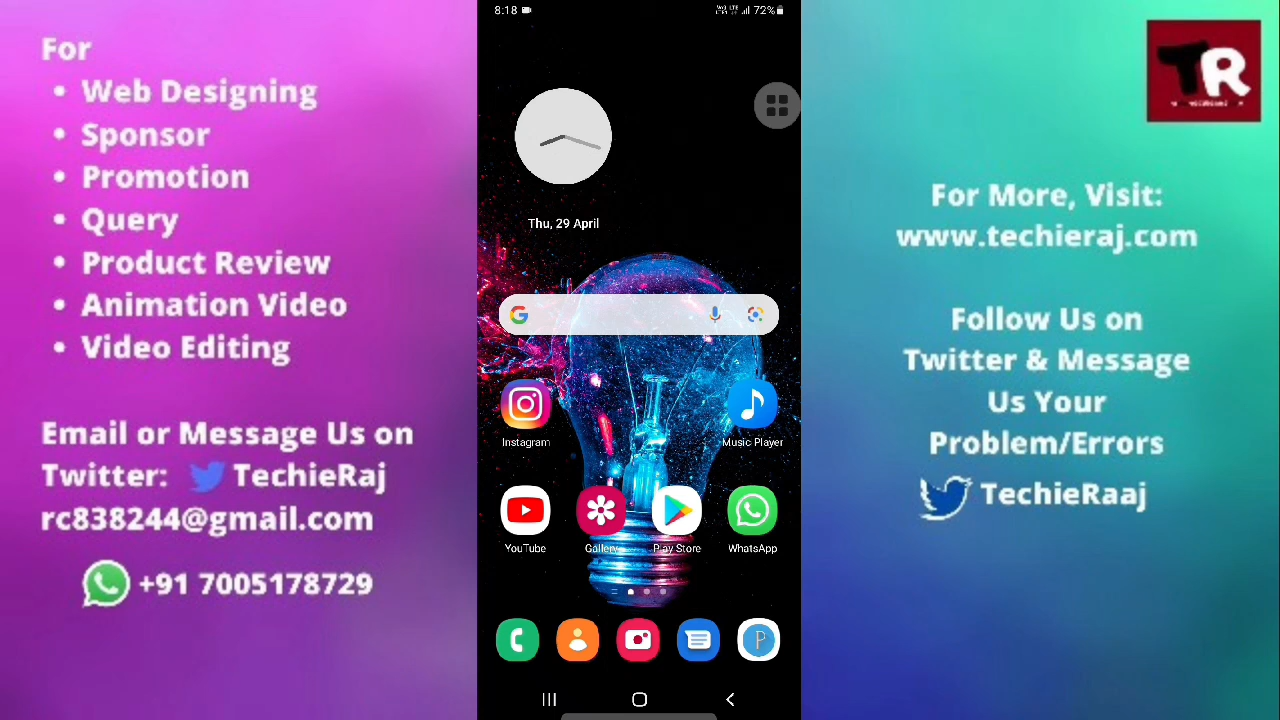 For
• Web Designing
• Sponsor
• Promotion
• Query
• Product Review
• Animation Video
• Video Editing
Email or Message Us on
Twitter: TechieRaj
rc838244@gmail.com
+91 7005178729
8:18
72%
Thu, 29 April
Instagram
Music Player
YouTube
Gallery
Play Store
WhatsApp
P
TR
For More, Visit:
www.techieraj.com
Follow Us on
Twitter & Message
Us Your
Problem/Errors
TechieRaaj